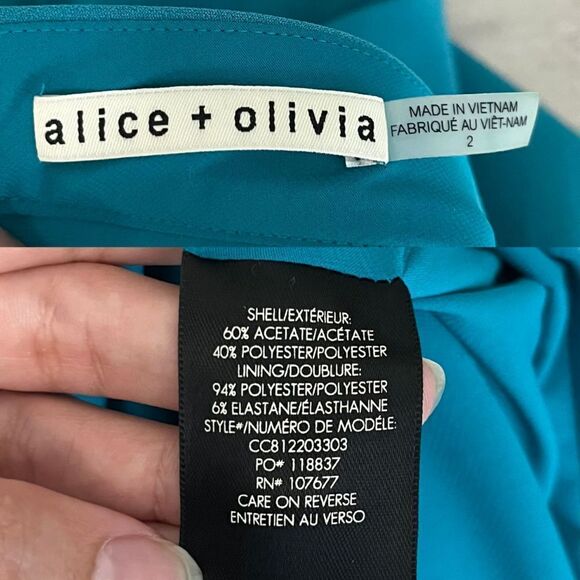 alice + olivia
MADE IN VIETNAM
FABRIQUÉ AU VIÊT-NAM
2
SHELL/EXTÉRIEUR:
60% ACETATE/ACÉTATE
40% POLYESTER/POLYESTER
LINING/DOUBLURE:
94% POLYESTER/POLYESTER
6% ELASTANE/ÉLASTHANNE
STYLE#/NUMÉRO DE MODÉLE:
CC812203303
PO# 118837
RN# 107677
CARE ON REVERSE
ENTRETIEN AU VERSO